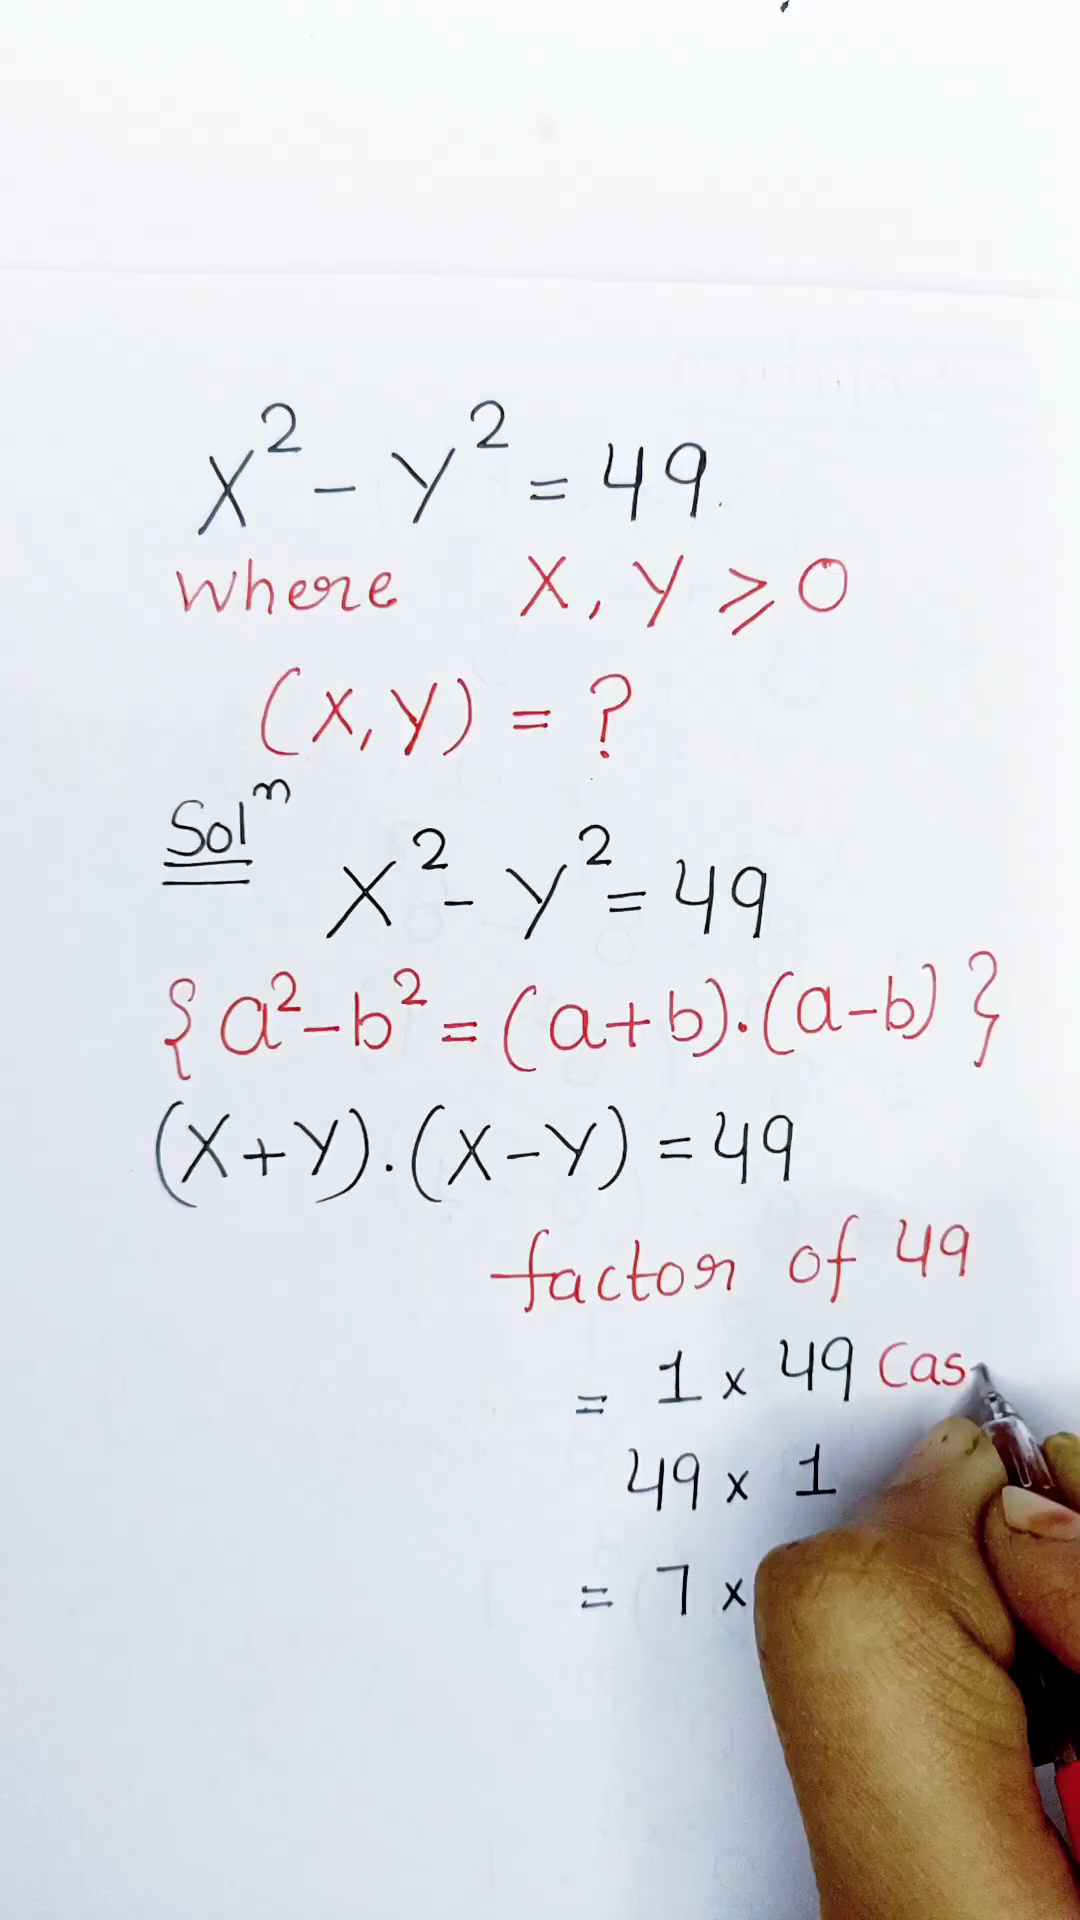 X² - Y² = 49
where X, Y ⩾ 0
(X, Y) = ?
Solⁿ
X² - Y² = 49
{a² - b² = (a+b).(a-b)}
(X+Y).(X-Y) = 49
factor of 49
= 1 × 49 Cas
49 × 1
= 7 ×